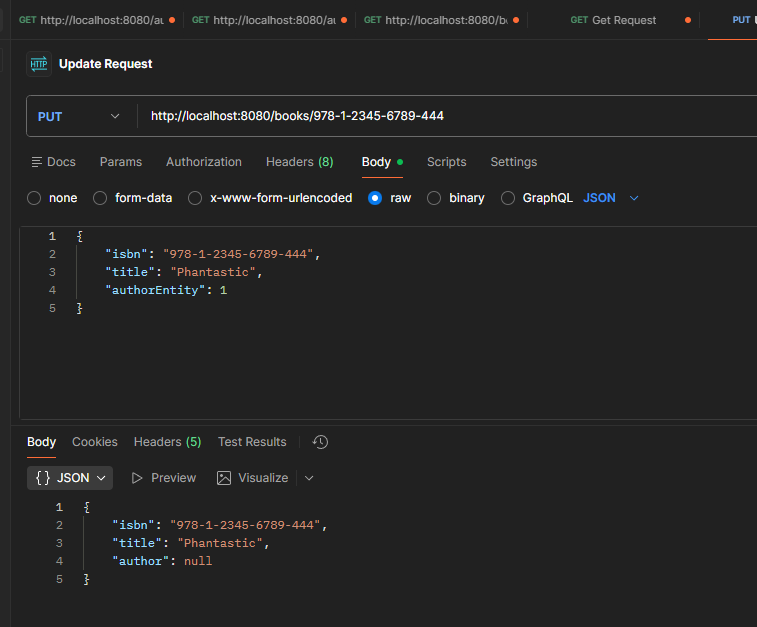 GET http://localhost:8080/au GET http://localhost:8080/au GET http://localhost:8080/b GET Get Request PUT
HTTP Update Request
PUT http://localhost:8080/books/978-1-2345-6789-444
Docs Params Authorization Headers (8) Body Scripts Settings
none form-data x-www-form-urlencoded raw binary GraphQL JSON
1 {
2 "isbn": "978-1-2345-6789-444",
3 "title": "Phantastic",
4 "authorEntity": 1
5 }
Body Cookies Headers (5) Test Results
{} JSON Preview Visualize
1 {
2 "isbn": "978-1-2345-6789-444",
3 "title": "Phantastic",
4 "author": null
5 }